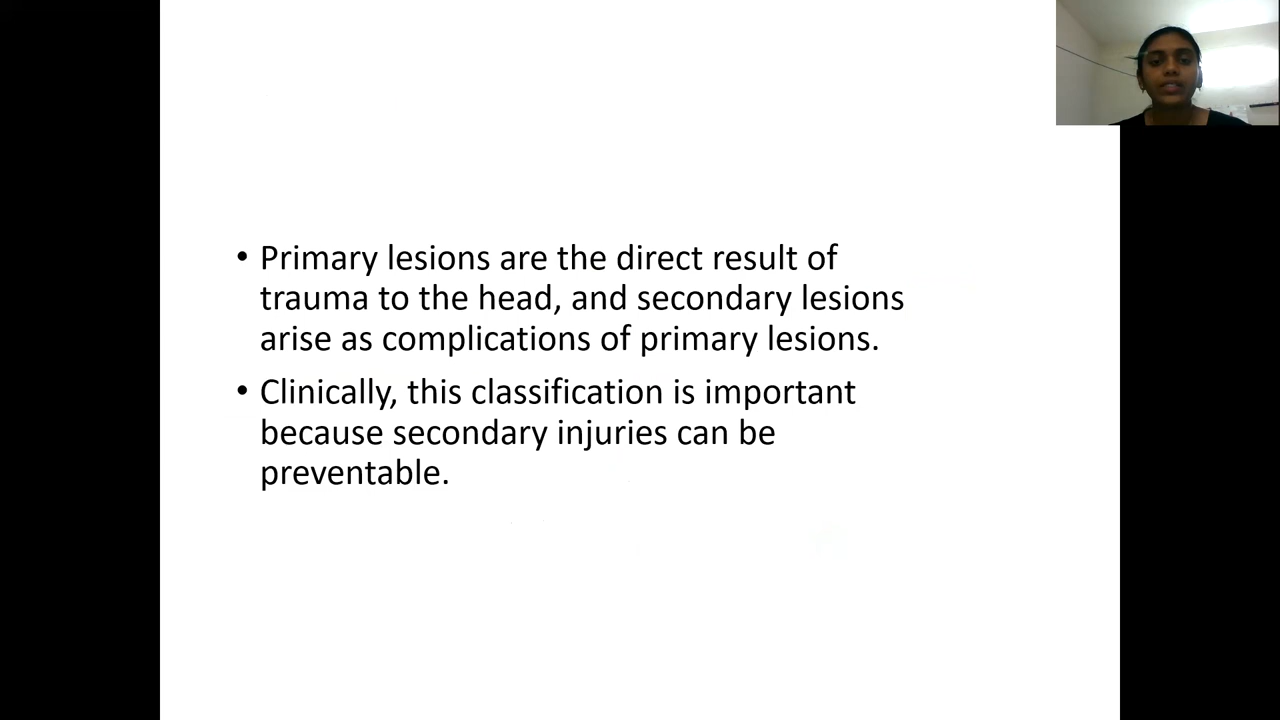 • Primary lesions are the direct result of
trauma to the head, and secondary lesions
arise as complications of primary lesions.
• Clinically, this classification is important
because secondary injuries can be
preventable.